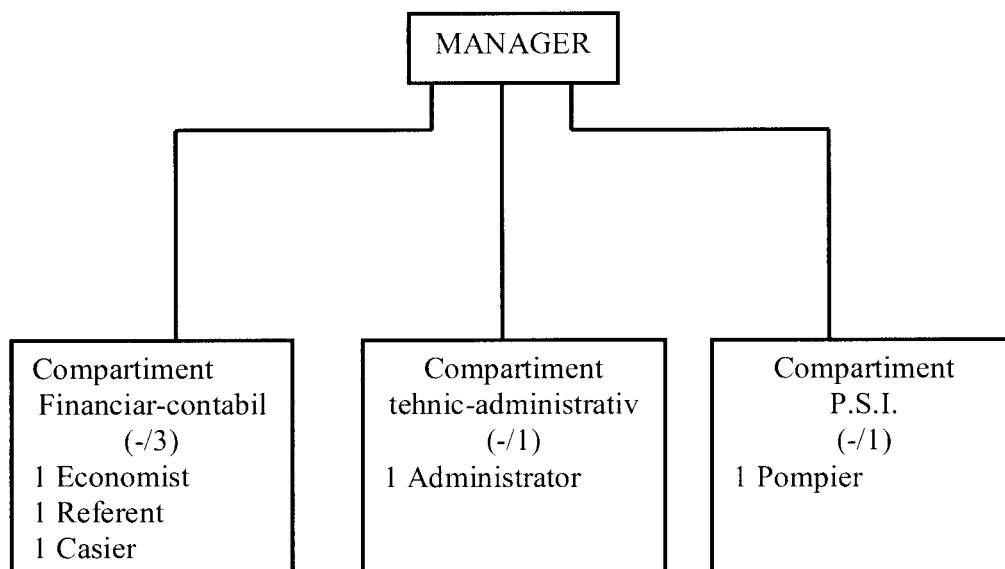 MANAGER
Compartiment
Financiar-contabil
(-/3)
1 Economist
1 Referent
1 Casier
Compartiment
tehnic-administrativ
(-/1)
1 Administrator
Compartiment
P.S.I.
(-/1)
1 Pompier